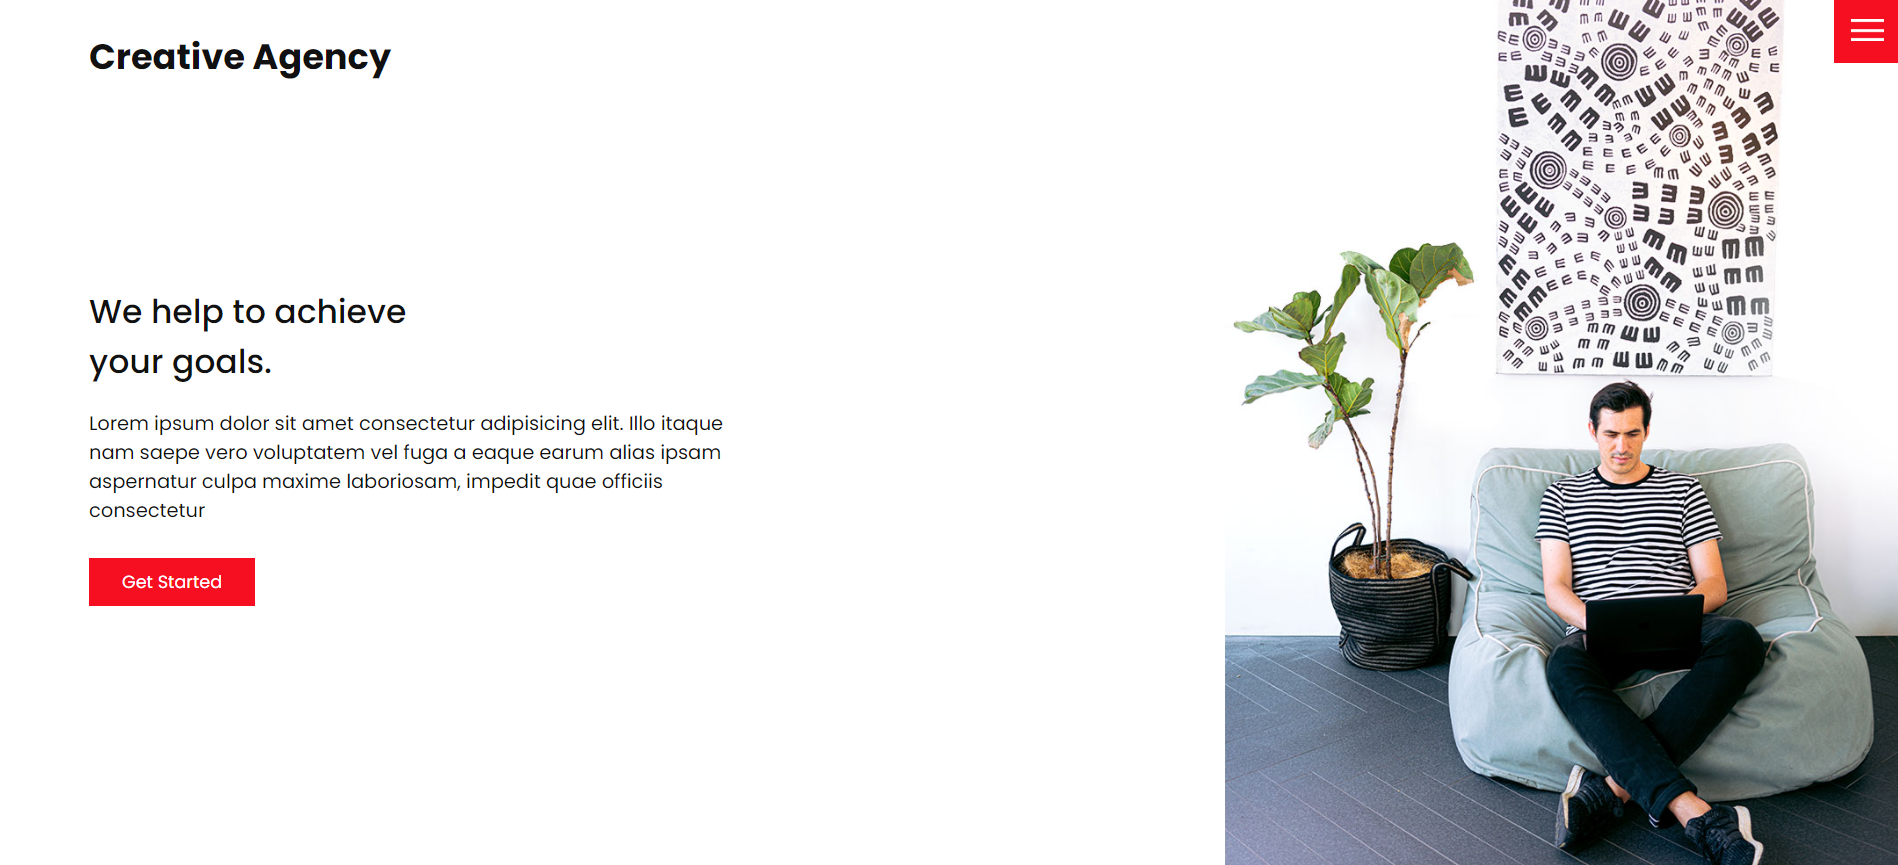 Creative Agency
We help to achieve
your goals.
Lorem ipsum dolor sit amet consectetur adipisicing elit. Illo itaque
nam saepe vero voluptatem vel fuga a eaque earum alias ipsam
aspernatur culpa maxime laboriosam, impedit quae officiis
consectetur
Get Started